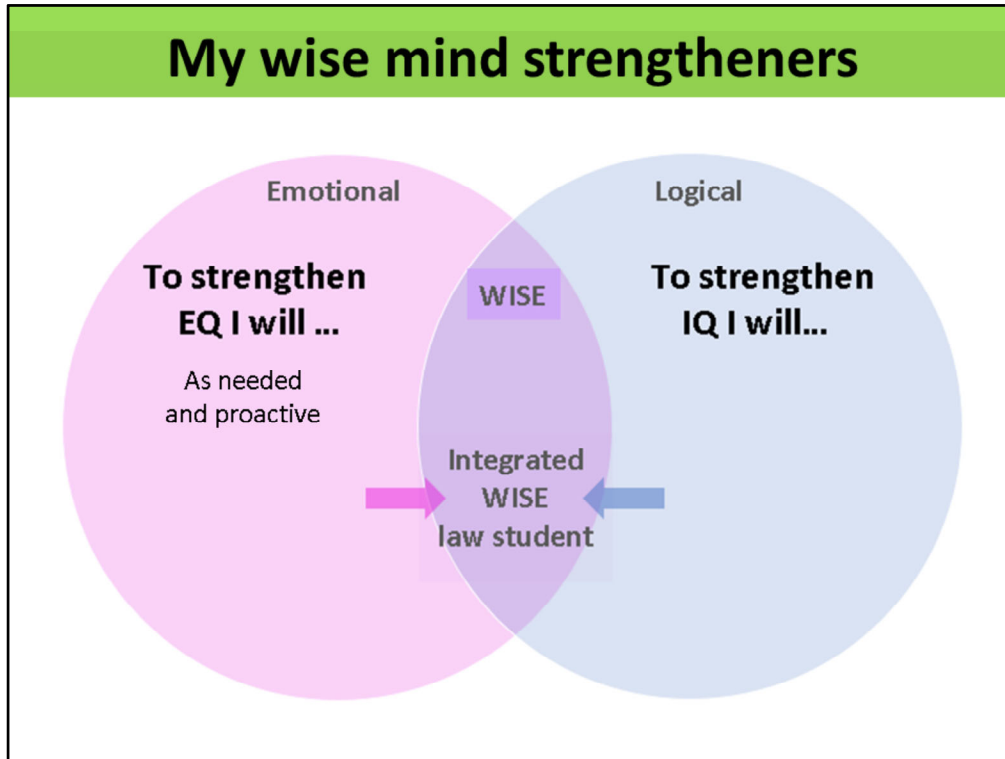 My wise mind strengtheners
Emotional
To strengthen
EQ I will ...
As needed
and proactive
WISE
Integrated
WISE
law student
Logical
To strengthen
IQ I will...